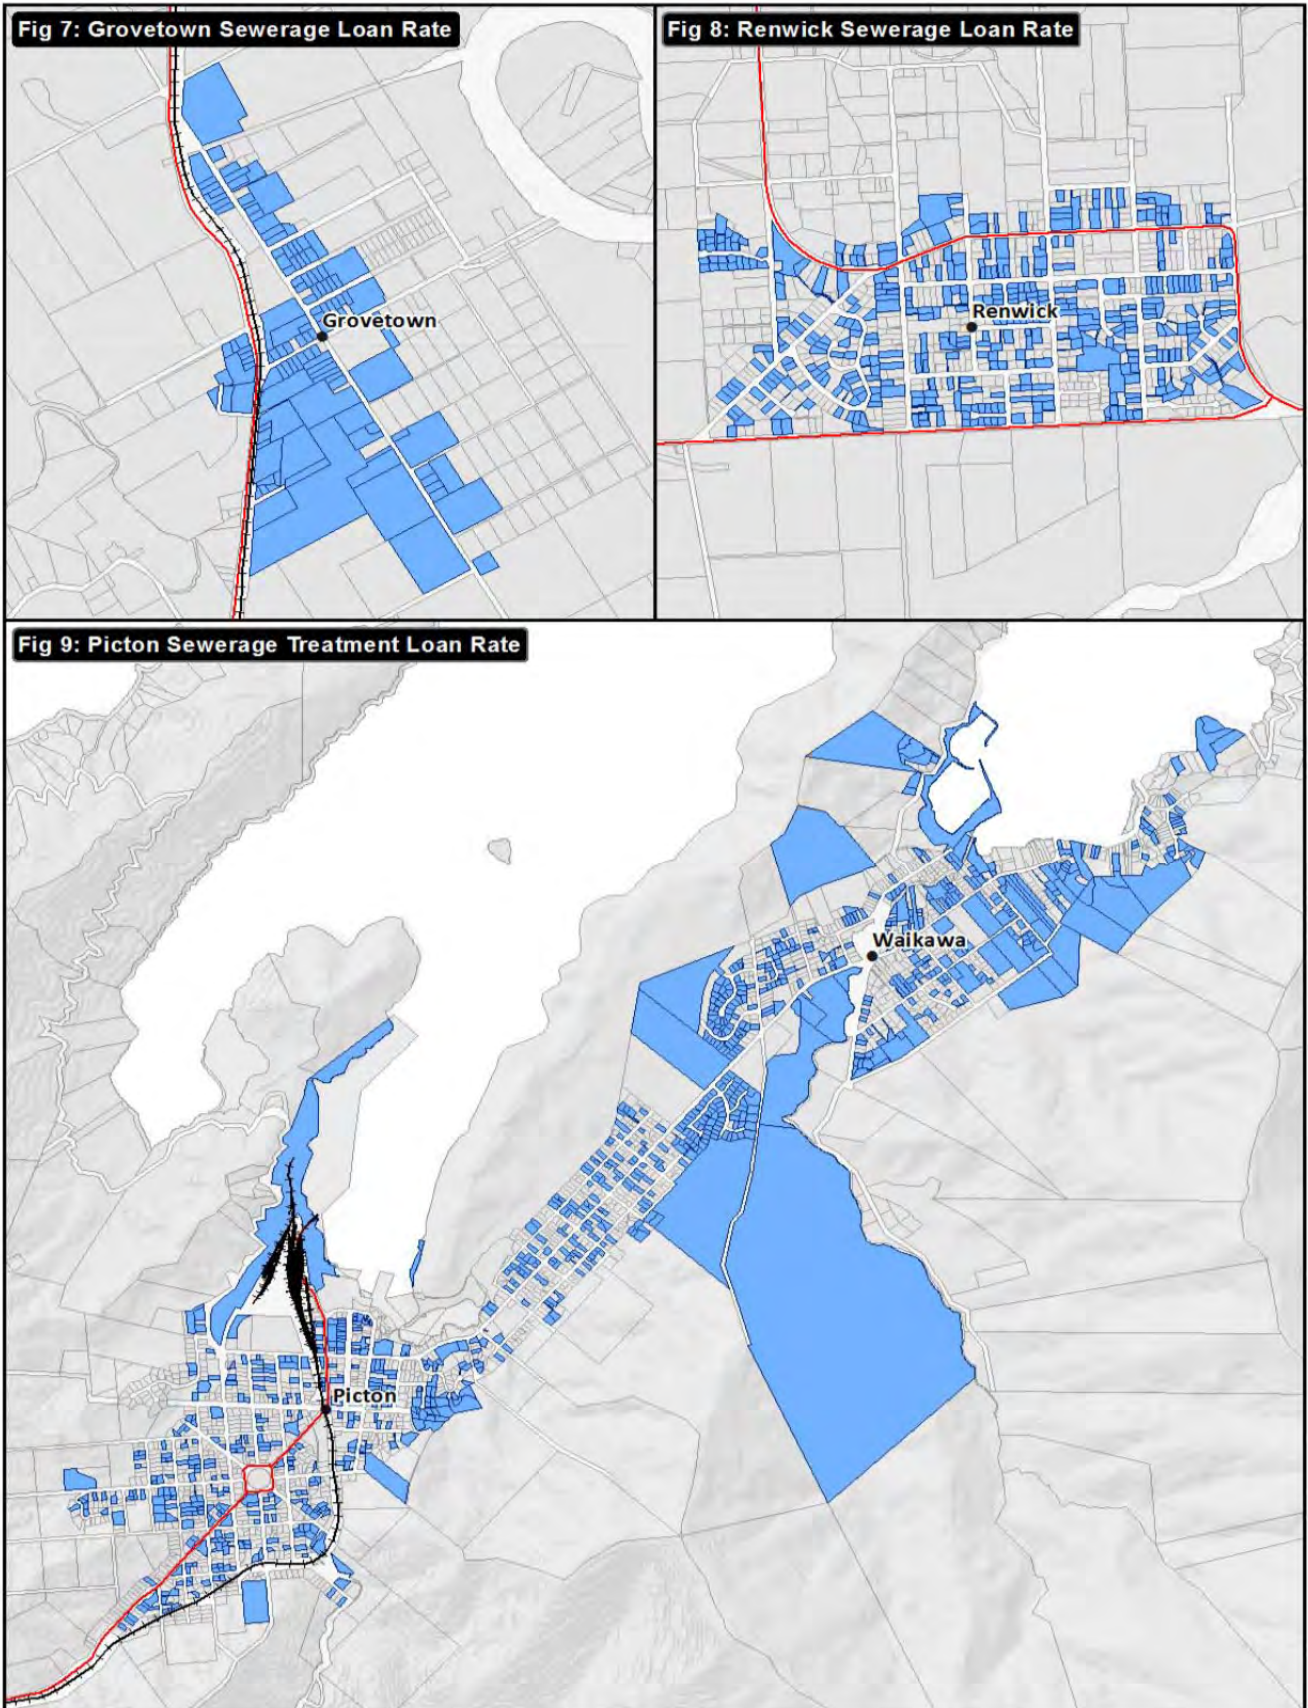 Fig 7: Grovetown Sewerage Loan Rate
Fig 8: Renwick Sewerage Loan Rate
Grovetown
Renwick
Fig 9: Picton Sewerage Treatment Loan Rate
Waikawa
Picton